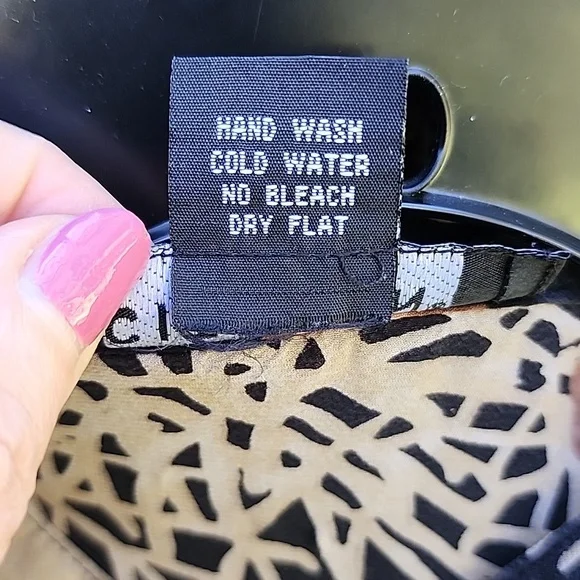 HAND WASH
COLD WATER
NO BLEACH
DRY FLAT